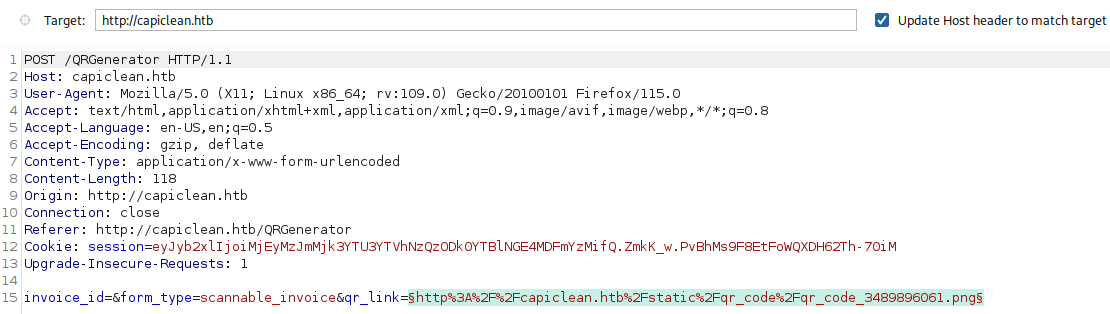 Target: http://capiclean.htb Update Host header to match target
1 POST /QRGenerator HTTP/1.1
2 Host: capiclean.htb
3 User-Agent: Mozilla/5.0 (X11; Linux x86_64; rv:109.0) Gecko/20100101 Firefox/115.0
4 Accept: text/html,application/xhtml+xml,application/xml;q=0.9,image/avif,image/webp,*/*;q=0.8
5 Accept-Language: en-US,en;q=0.5
6 Accept-Encoding: gzip, deflate
7 Content-Type: application/x-www-form-urlencoded
8 Content-Length: 118
9 Origin: http://capiclean.htb
10 Connection: close
11 Referer: http://capiclean.htb/QRGenerator
12 Cookie: session=eyJyb2xlIjoiMjEyMzJmMjk3YTU3YTVhNzQzODk0YTBlNGE4MDFmYzMifQ.ZmkK_w.PvBhMs9F8EtFoWQXDH62Th-70iM
13 Upgrade-Insecure-Requests: 1
14
15 invoice_id=&form_type=scannable_invoice&qr_link=§http%3A%2F%2Fcapiclean.htb%2Fstatic%2Fqr_code%2Fqr_code_3489896061.png§